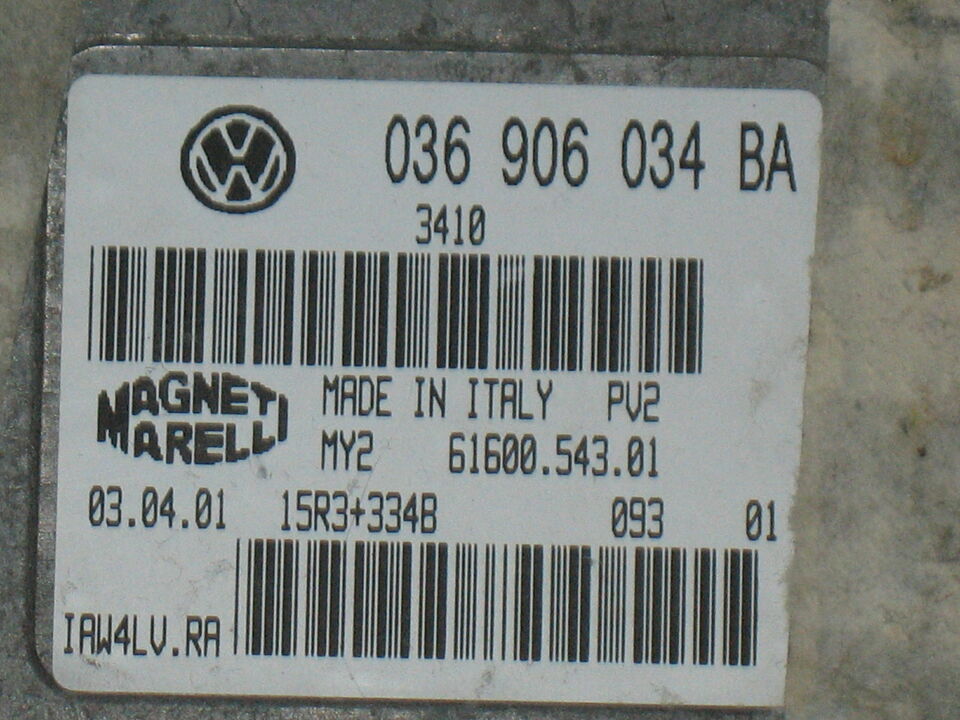 036 906 034 BA
3410
MAGNETI MARELLI
MADE IN ITALY PV2
MY2 61600.543.01
03.04.01 15R3+334B 093 01
IAW4LV.RA